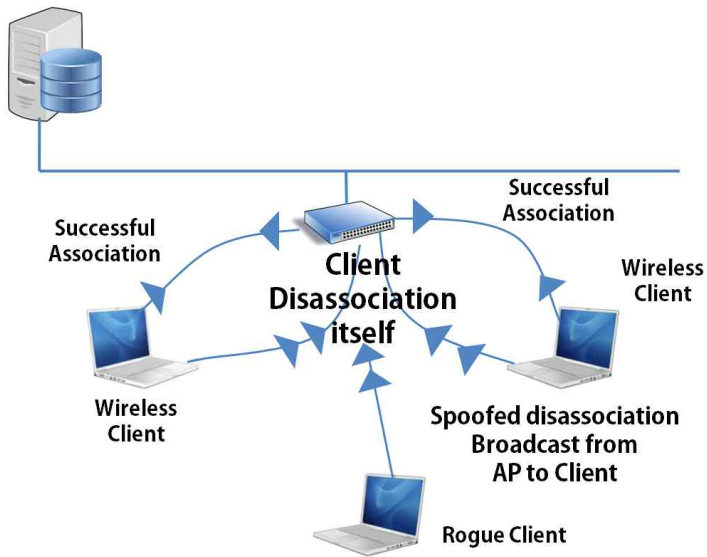 Successful
Association
Successful
Association
Client
Disassociation
itself
Wireless
Client
Wireless
Client
Spoofed disassociation
Broadcast from
AP to Client
Rogue Client